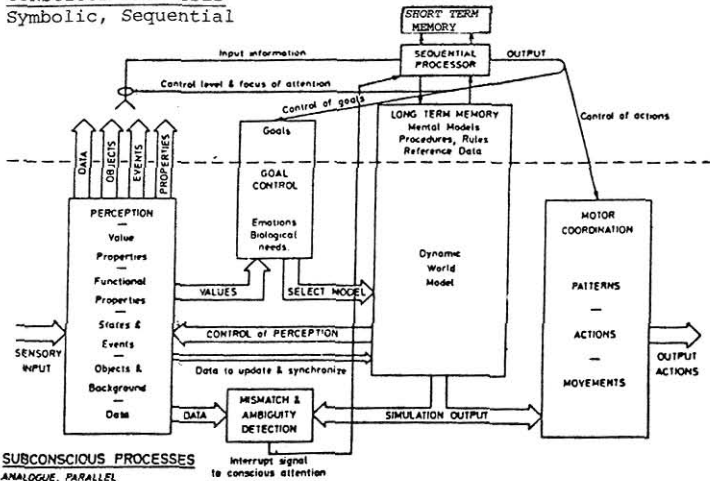 Symbolic, Sequential
SHORT TERM
MEMORY
Input information
SEQUENTIAL
PROCESSOR
OUTPUT
Control level & focus of attention
Control of goals
Control of actions
DATA
OBJECTS
EVENTS
PROPERTIES
Goals
GOAL
CONTROL
Emotions
Biological
needs.
LONG TERM MEMORY
Mental Models
Procedures, Rules
Reference Data
Dynamic
World
Model
PERCEPTION
Value
Properties
Functional
Properties
States &
Events
Objects &
Background
Data
MOTOR
COORDINATION
PATTERNS
ACTIONS
MOVEMENTS
VALUES
SELECT MODEL
CONTROL of PERCEPTION
Data to update & synchronize
SENSORY
INPUT
OUTPUT
ACTIONS
DATA
MISMATCH &
AMBIGUITY
DETECTION
SIMULATION OUTPUT
Interrupt signal
to conscious attention
SUBCONSCIOUS PROCESSES
ANALOGUE, PARALLEL